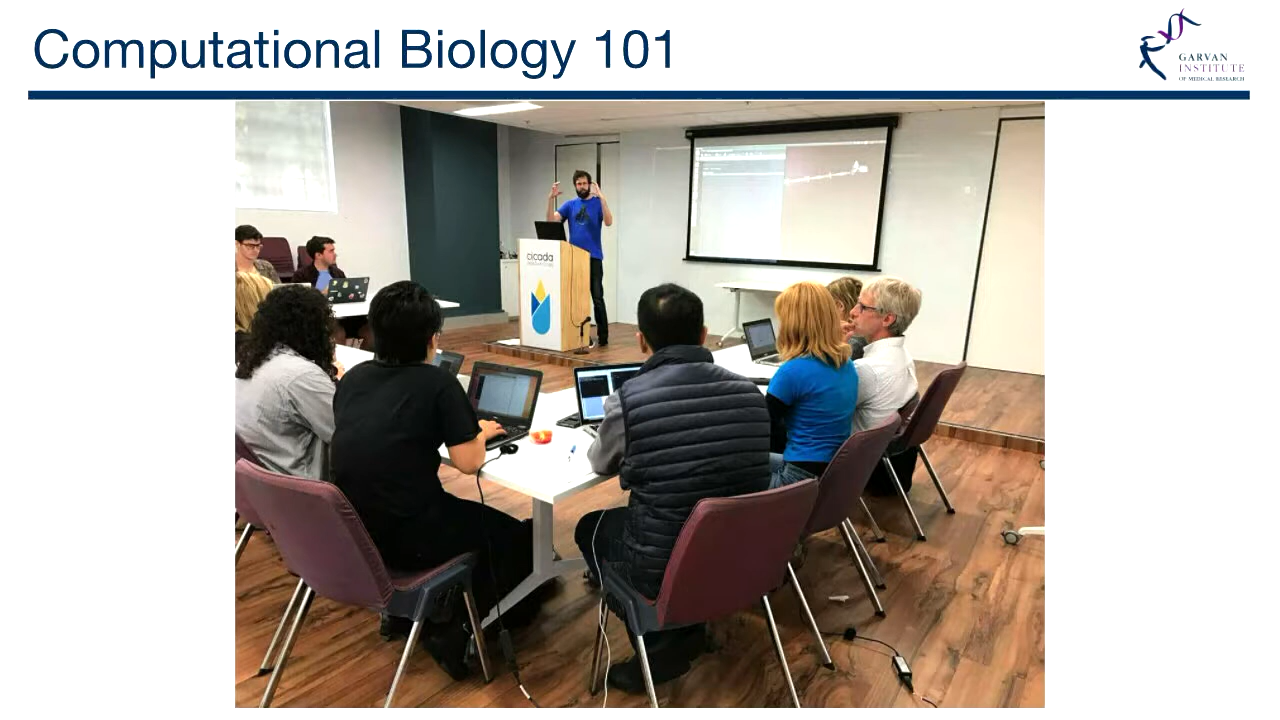 Computational Biology 101
GARVAN
INSTITUTE
OF MEDICAL RESEARCH
cicada